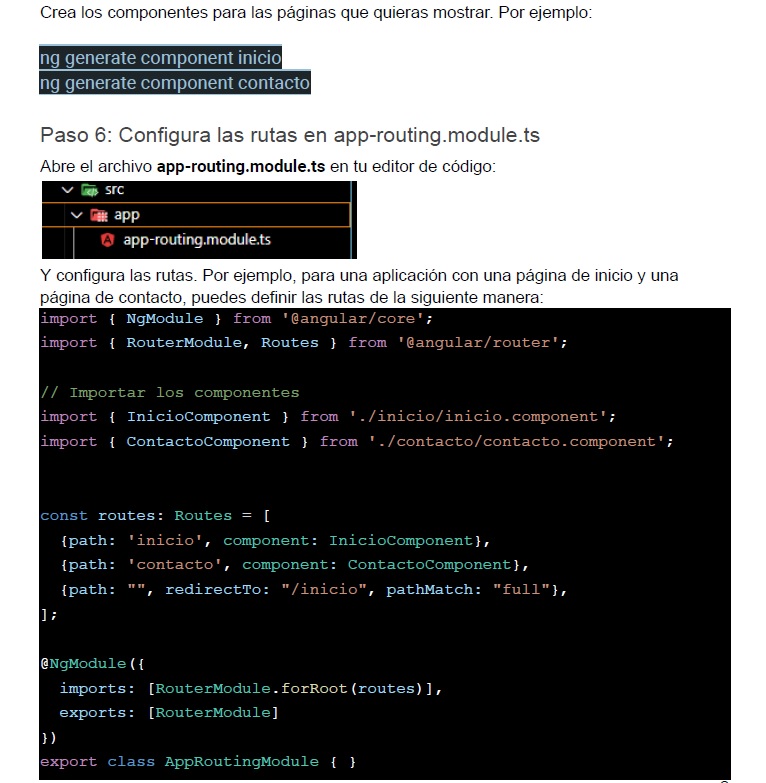 Crea los componentes para las páginas que quieras mostrar. Por ejemplo:
ng generate component inicio
ng generate component contacto
Paso 6: Configura las rutas en app-routing.module.ts
Abre el archivo app-routing.module.ts en tu editor de código:
src
app
app-routing.module.ts
Y configura las rutas. Por ejemplo, para una aplicación con una página de inicio y una
página de contacto, puedes definir las rutas de la siguiente manera:
import { NgModule } from '@angular/core';
import { RouterModule, Routes } from '@angular/router';
// Importar los componentes
import { InicioComponent } from './inicio/inicio.component';
import { ContactoComponent } from './contacto/contacto.component';
const routes: Routes = [
{path: 'inicio', component: InicioComponent},
{path: 'contacto', component: ContactoComponent},
{path: "", redirectTo: "/inicio", pathMatch: "full"},
];
@NgModule({
imports: [RouterModule.forRoot(routes)],
exports: [RouterModule]
})
export class AppRoutingModule { }